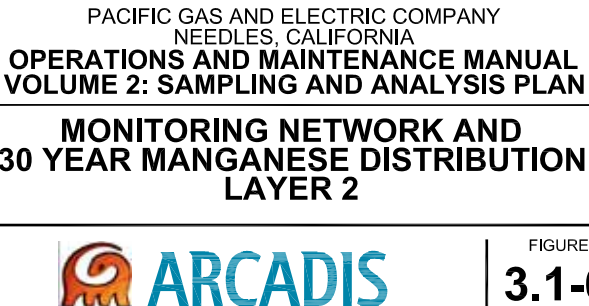 PACIFIC GAS AND ELECTRIC COMPANY
NEEDLES, CALIFORNIA
OPERATIONS AND MAINTENANCE MANUAL
VOLUME 2: SAMPLING AND ANALYSIS PLAN
MONITORING NETWORK AND
30 YEAR MANGANESE DISTRIBUTION
LAYER 2
ARCADIS
FIGURE